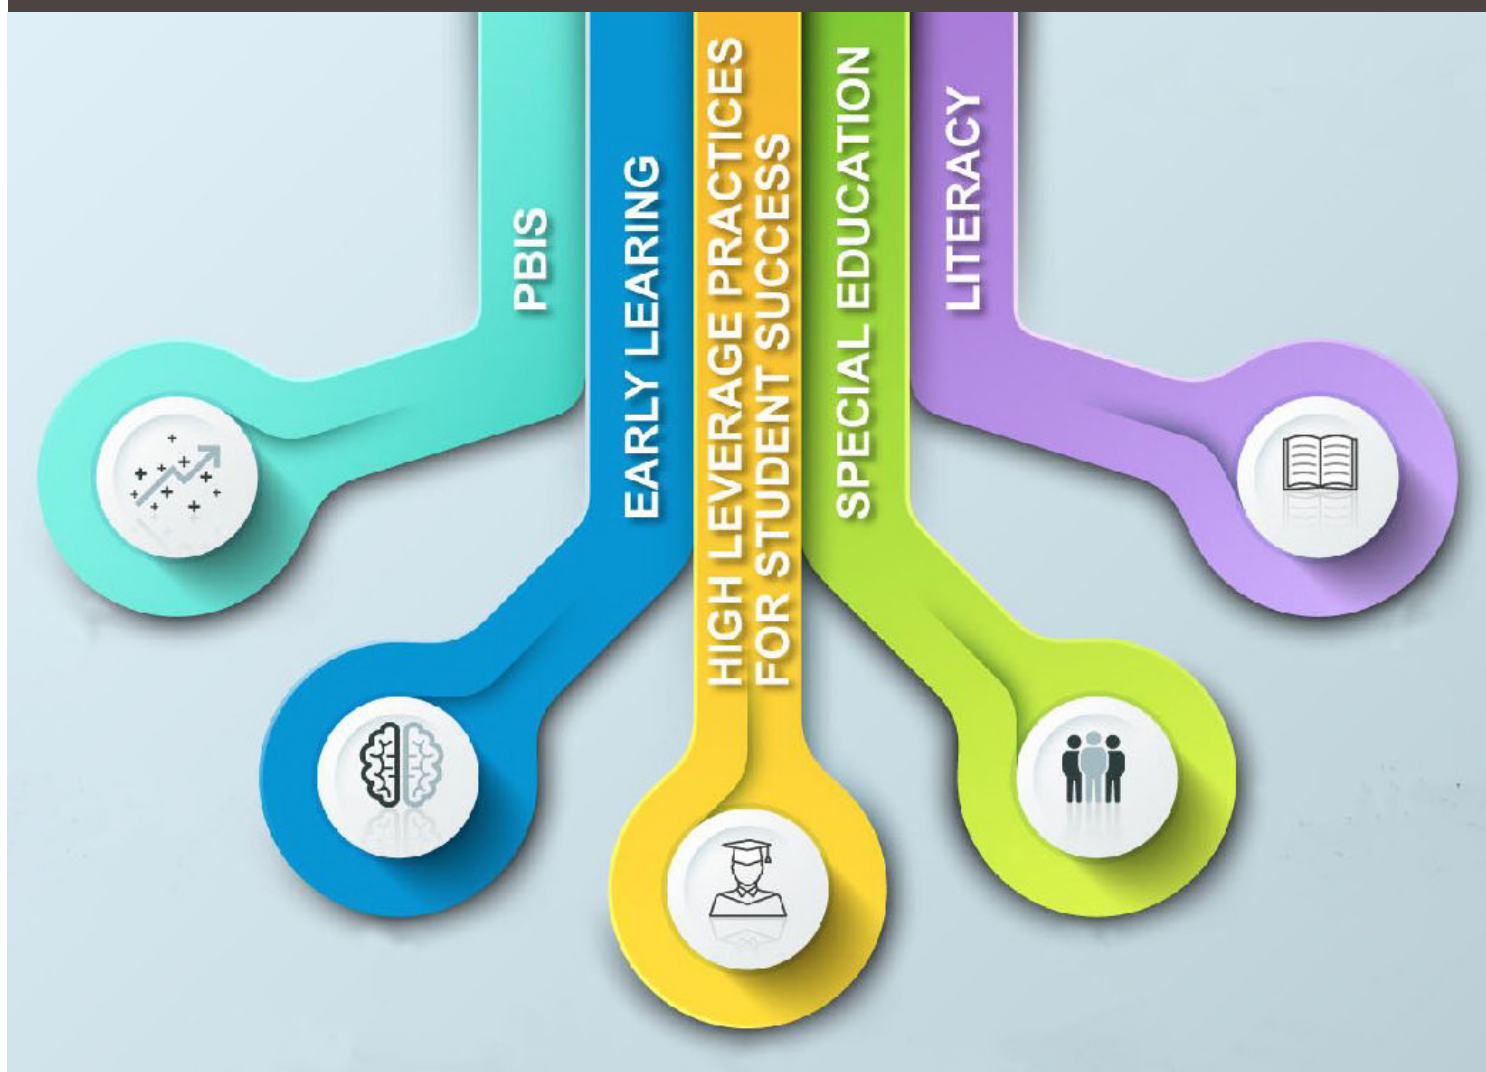 PBIS
EARLY LEARING
HIGH LEVERAGE PRACTICES
FOR STUDENT SUCCESS
SPECIAL EDUCATION
LITERACY